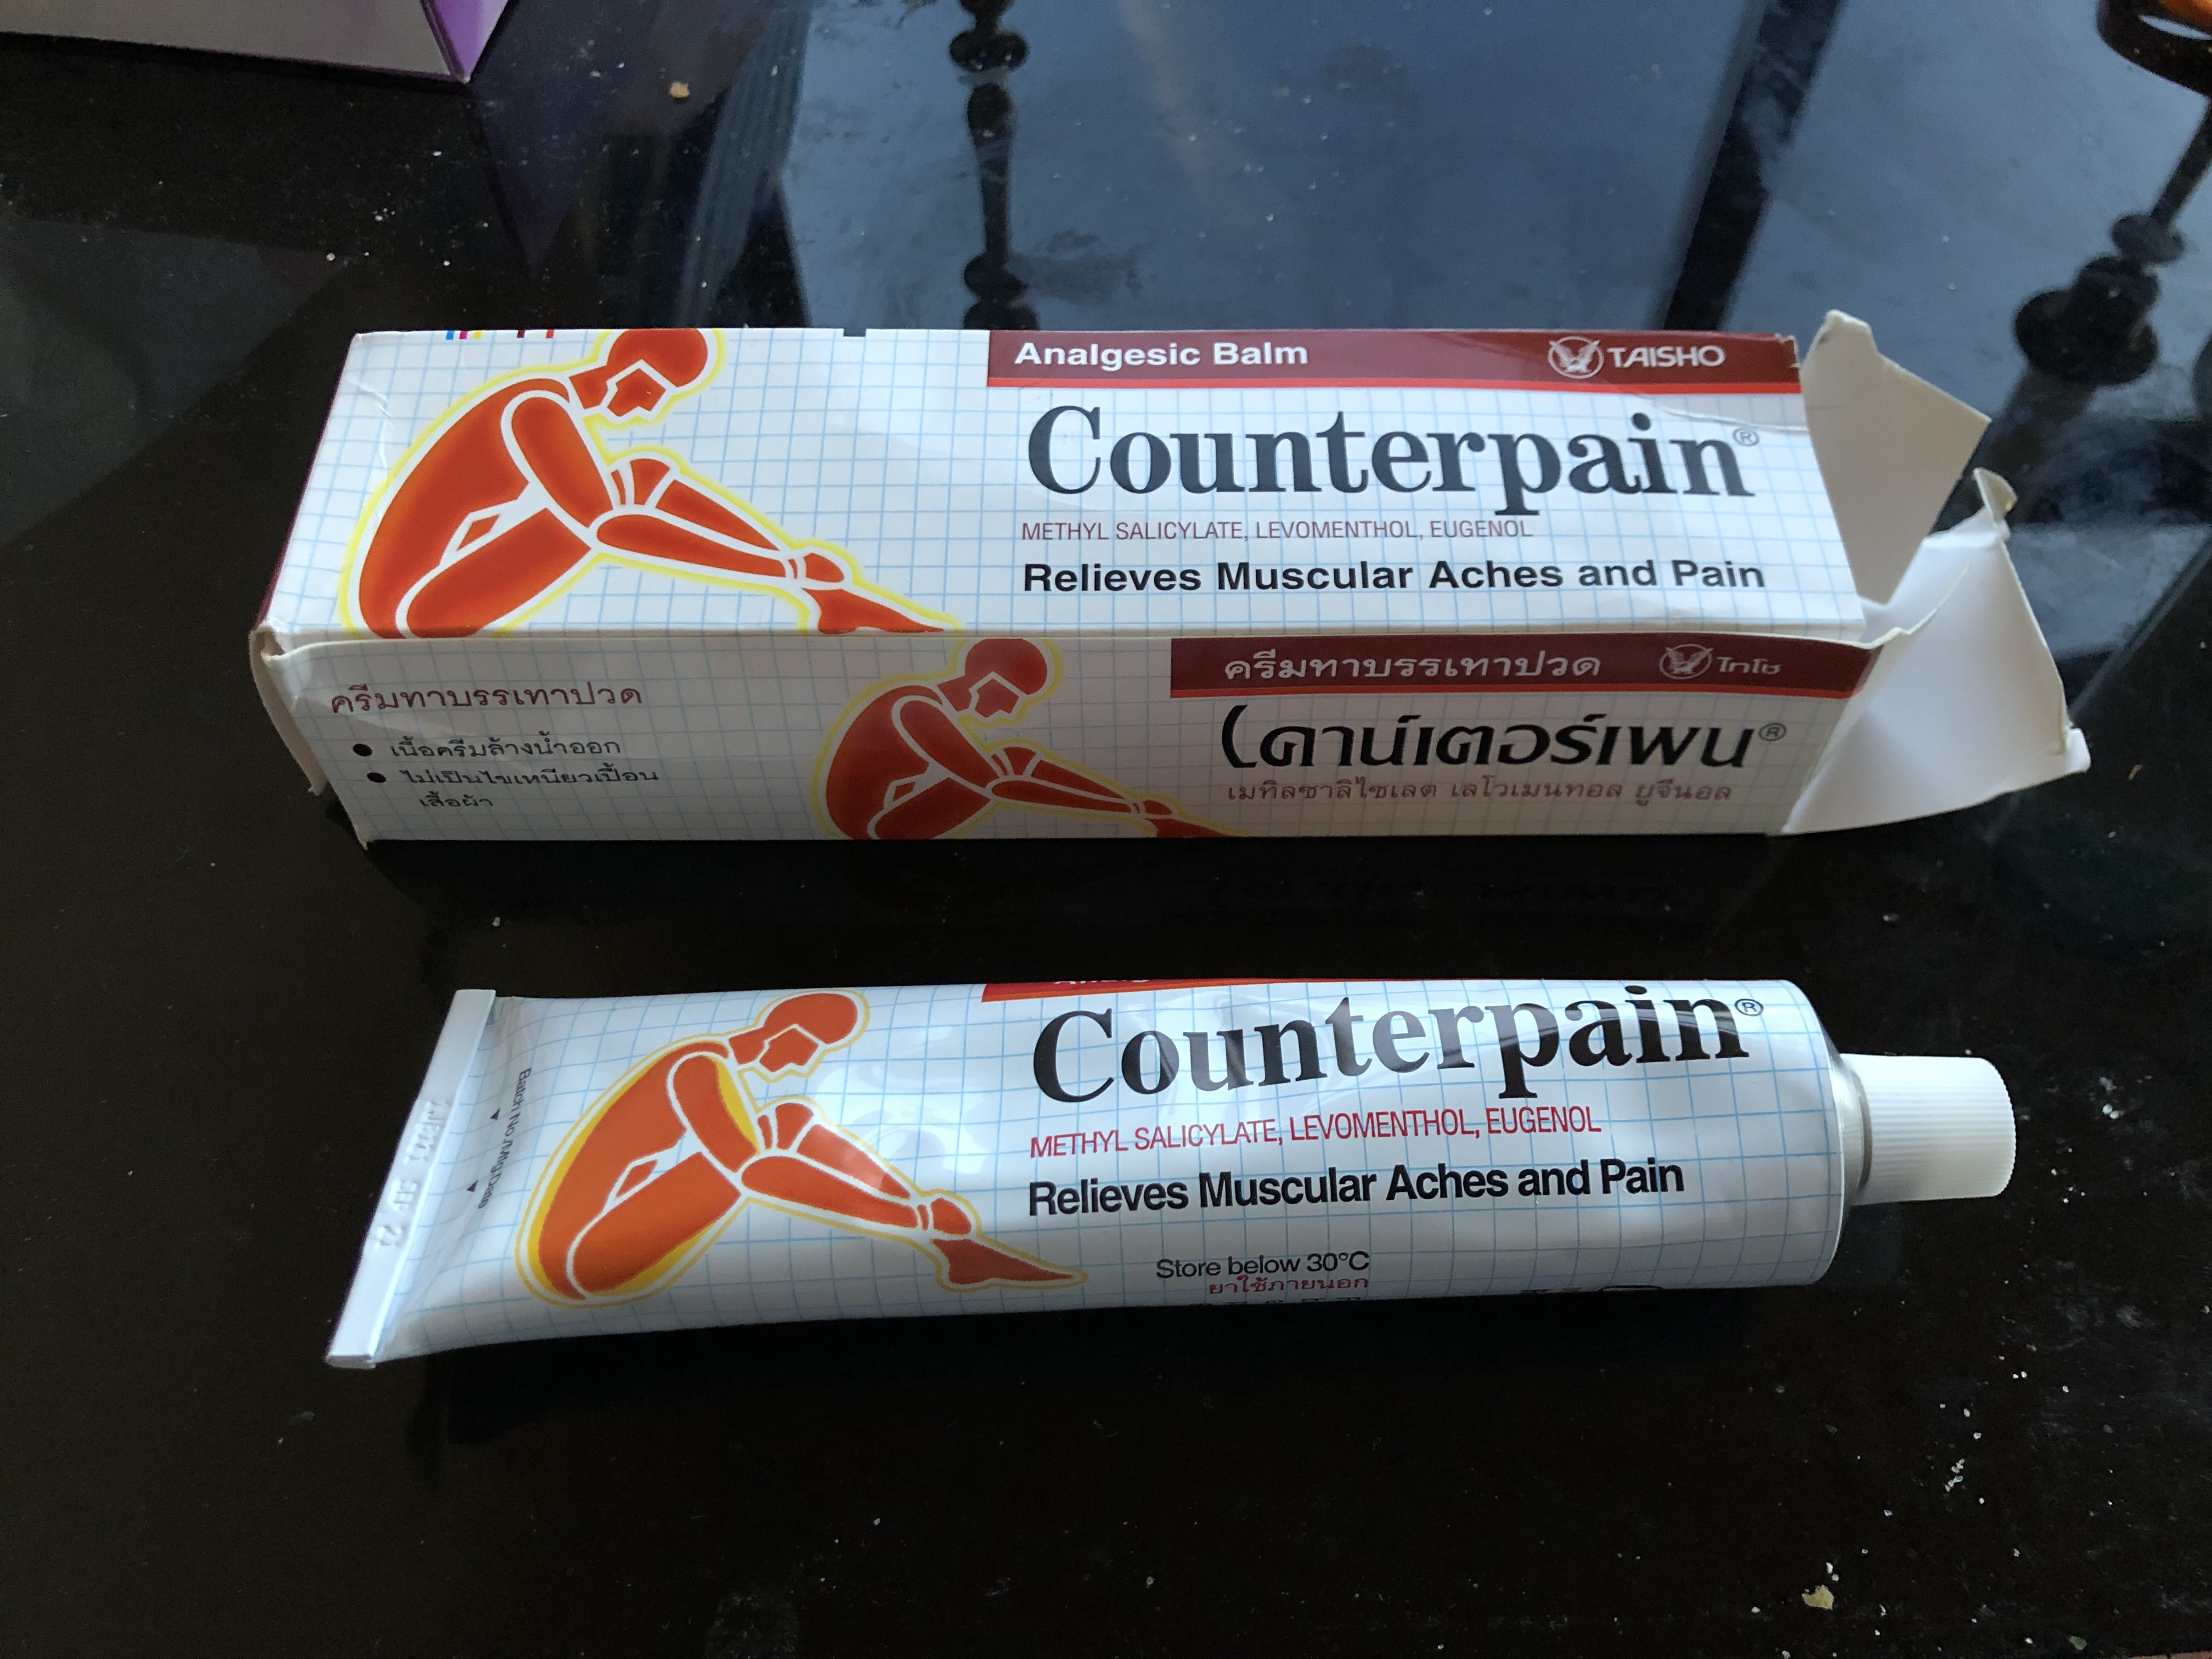 Analgesic Balm
TAISHO
Counterpain®
METHYL SALICYLATE, LEVOMENTHOL, EUGENOL
Relieves Muscular Aches and Pain
ครีมทาบรรเทาปวด
เนื้อครีมล้างน้ำออก
ไม่เป็นไขเหนียวเปื้อน
เสื้อผ้า
ครีมทาบรรเทาปวด
ไทโช
เคาน์เตอร์เพน®
เมทิลซาลิไซเลต เลโวเมนทอล ยูจีนอล
Counterpain®
METHYL SALICYLATE, LEVOMENTHOL, EUGENOL
Relieves Muscular Aches and Pain
Store below 30°C
ยาใช้ภายนอก
Batch No./Mfg.Date